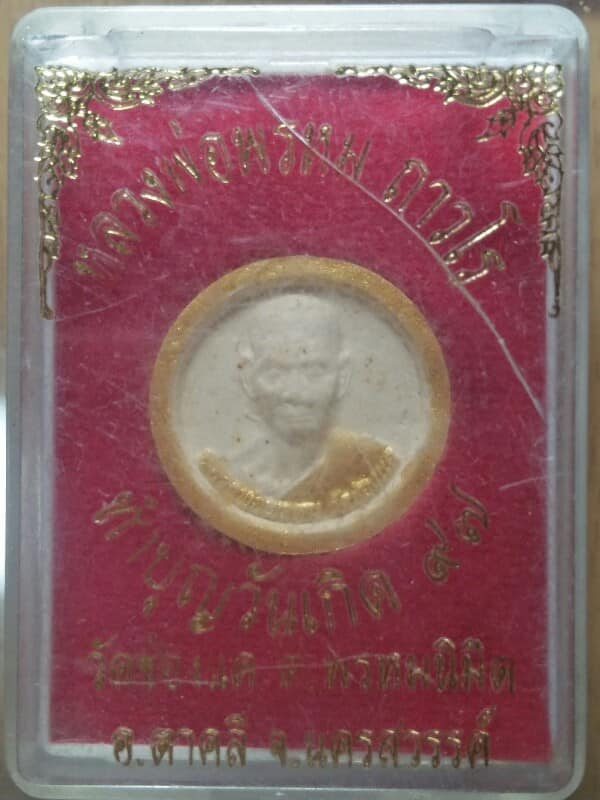 หลวงพ่อพรหม ถาวโร
ทำบุญวันเกิด ๙๗
วัดช่องแค ต.พรหมนิมิต
อ.ตาคลี จ.นครสวรรค์